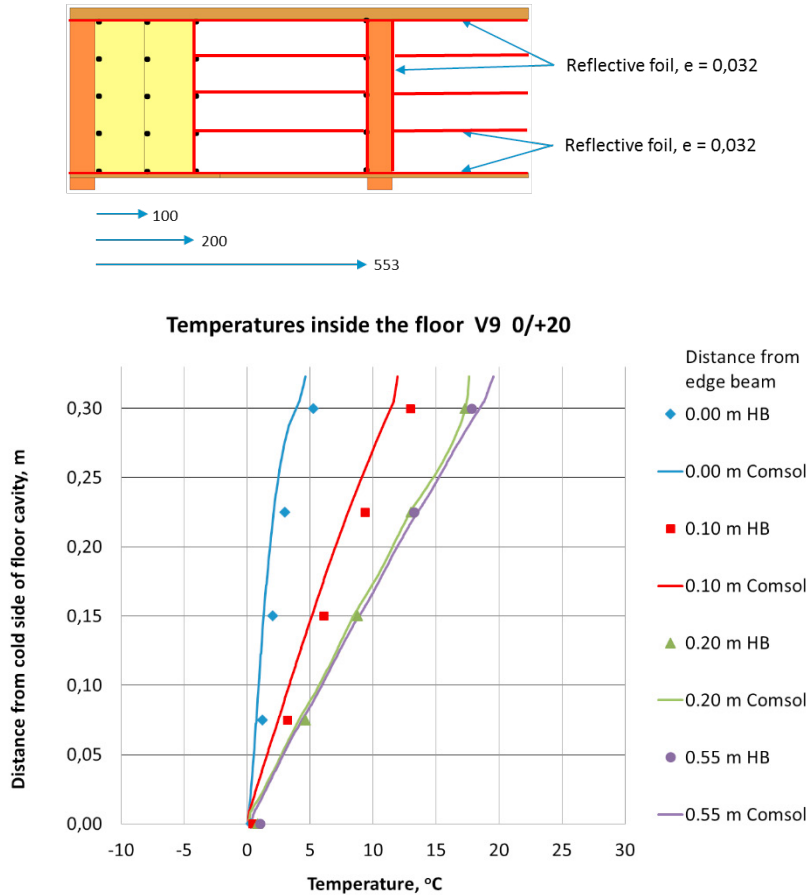 Reflective foil, e = 0,032
Reflective foil, e = 0,032
100
200
553
Temperatures inside the floor V9 0/+20
Distance from
edge beam
0.00 m HB
0.00 m Comsol
0.10 m HB
0.10 m Comsol
0.20 m HB
0.20 m Comsol
0.55 m HB
0.55 m Comsol
Distance from cold side of floor cavity, m
0,30
0,25
0,20
0,15
0,10
0,05
0,00
-10 -5 0 5 10 15 20 25 30
Temperature, °C